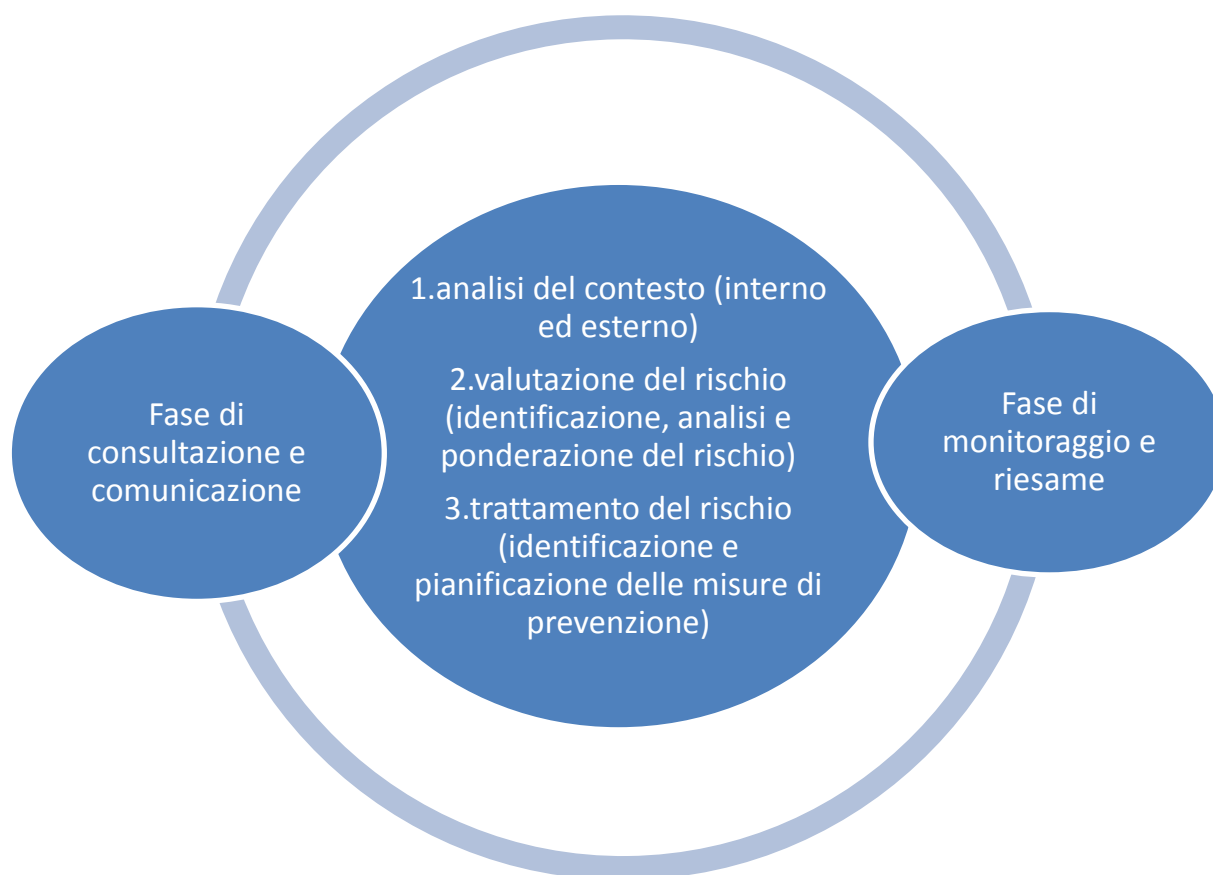 Fase di
consultazione e
comunicazione
1.analisi del contesto (interno
ed esterno)
2.valutazione del rischio
(identificazione, analisi e
ponderazione del rischio)
3.trattamento del rischio
(identificazione e
pianificazione delle misure di
prevenzione)
Fase di
monitoraggio e
riesame